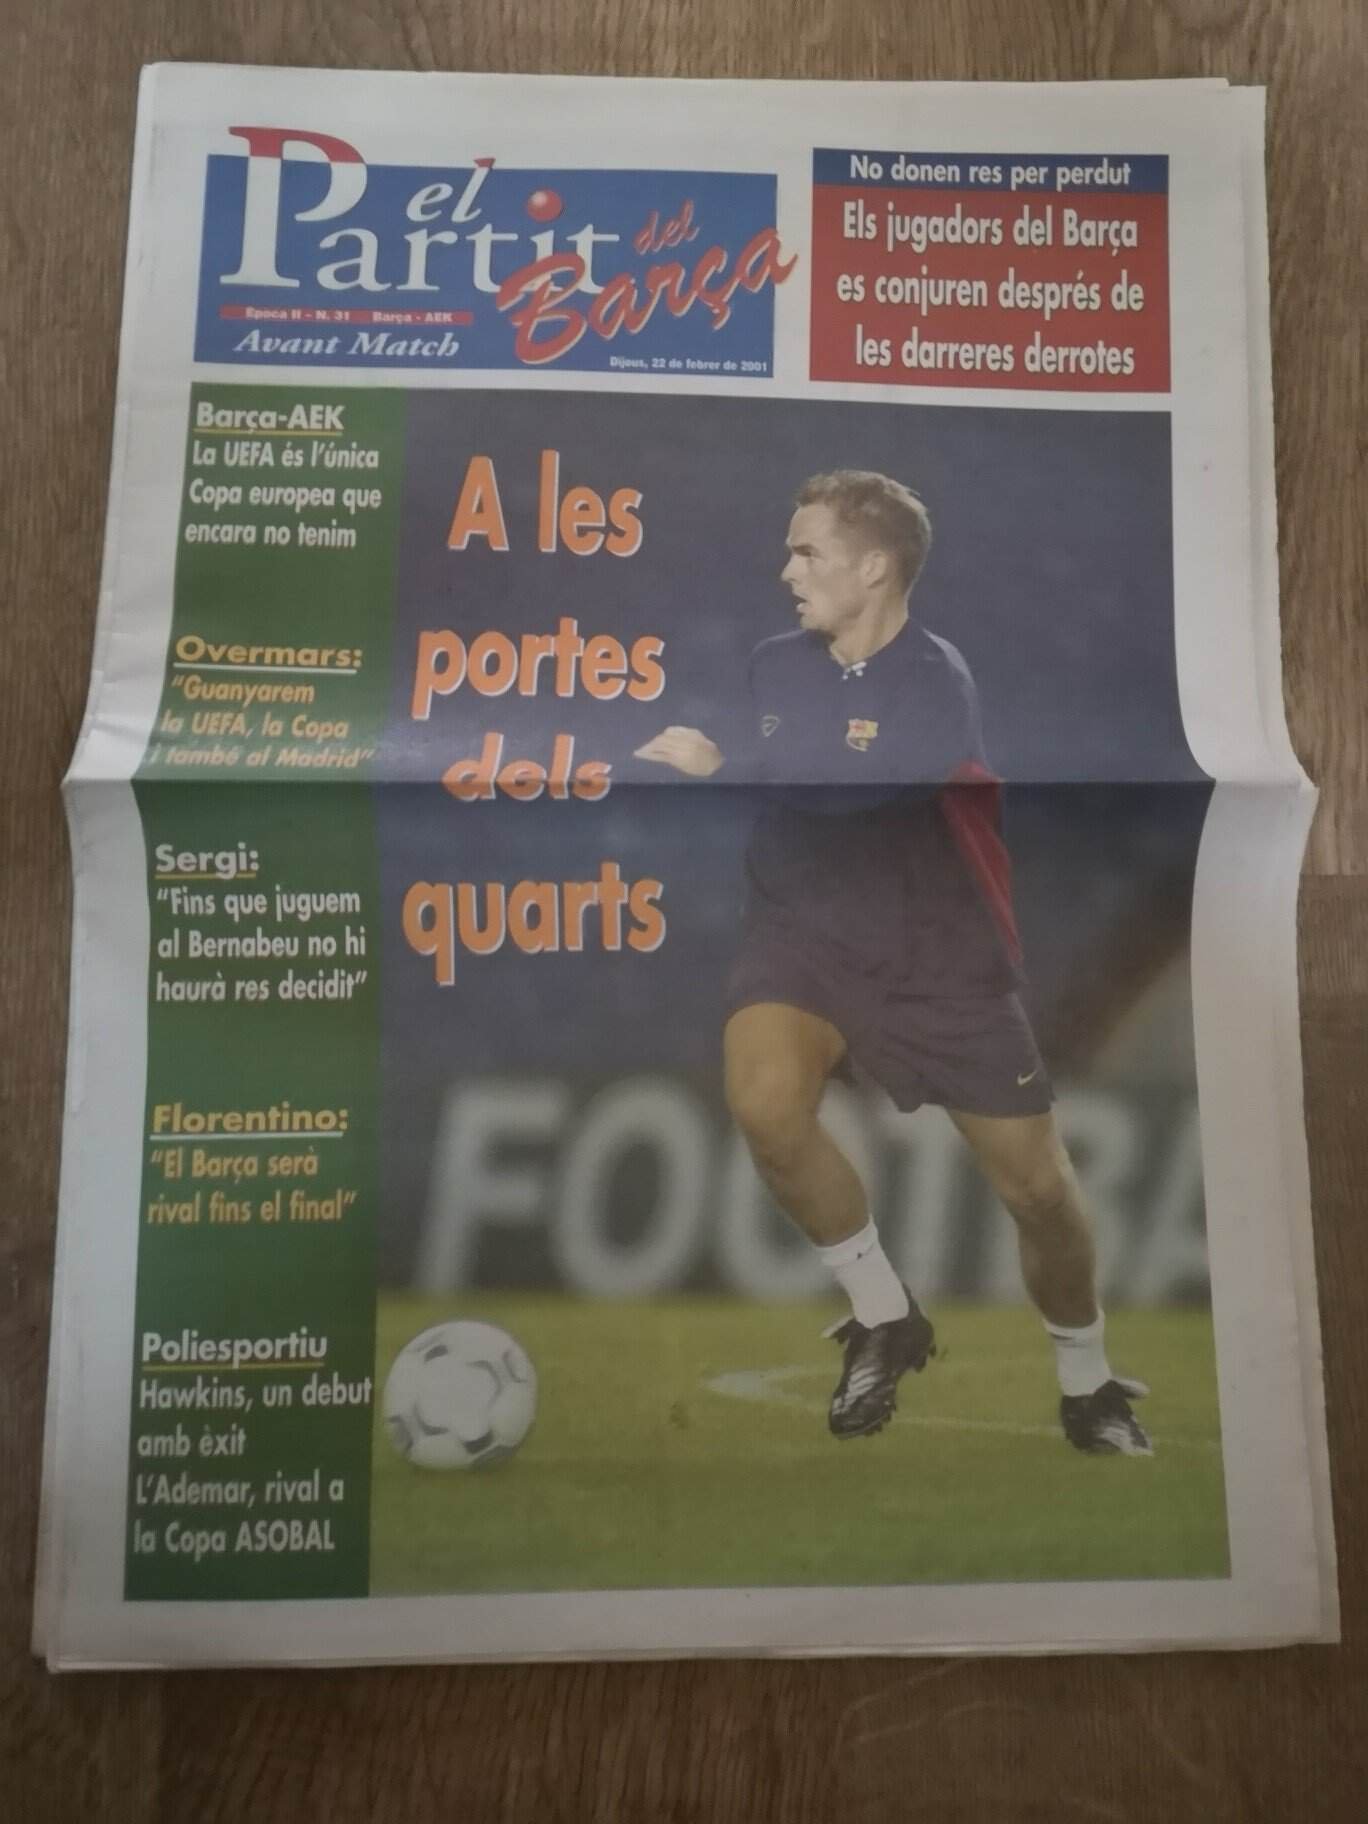 el
Partit
del
Barça
Epoca II - N. 31 Barça - AEK
Avant Match
Dijous, 22 de febrer de 2001
No donen res per perdut
Els jugadors del Barça
es conjuren després de
les darreres derrotes
Barça-AEK
La UEFA és l'única
Copa europea que
encara no tenim
Overmars:
"Guanyarem
la UEFA, la Copa
i també al Madrid"
Sergi:
"Fins que juguem
al Bernabeu no hi
haurà res decidit"
Florentino:
"El Barça serà
rival fins el final"
Poliesportiu
Hawkins, un debut
amb èxit
L'Ademar, rival a
la Copa ASOBAL
A les
portes
dels
quarts
FOOTBA